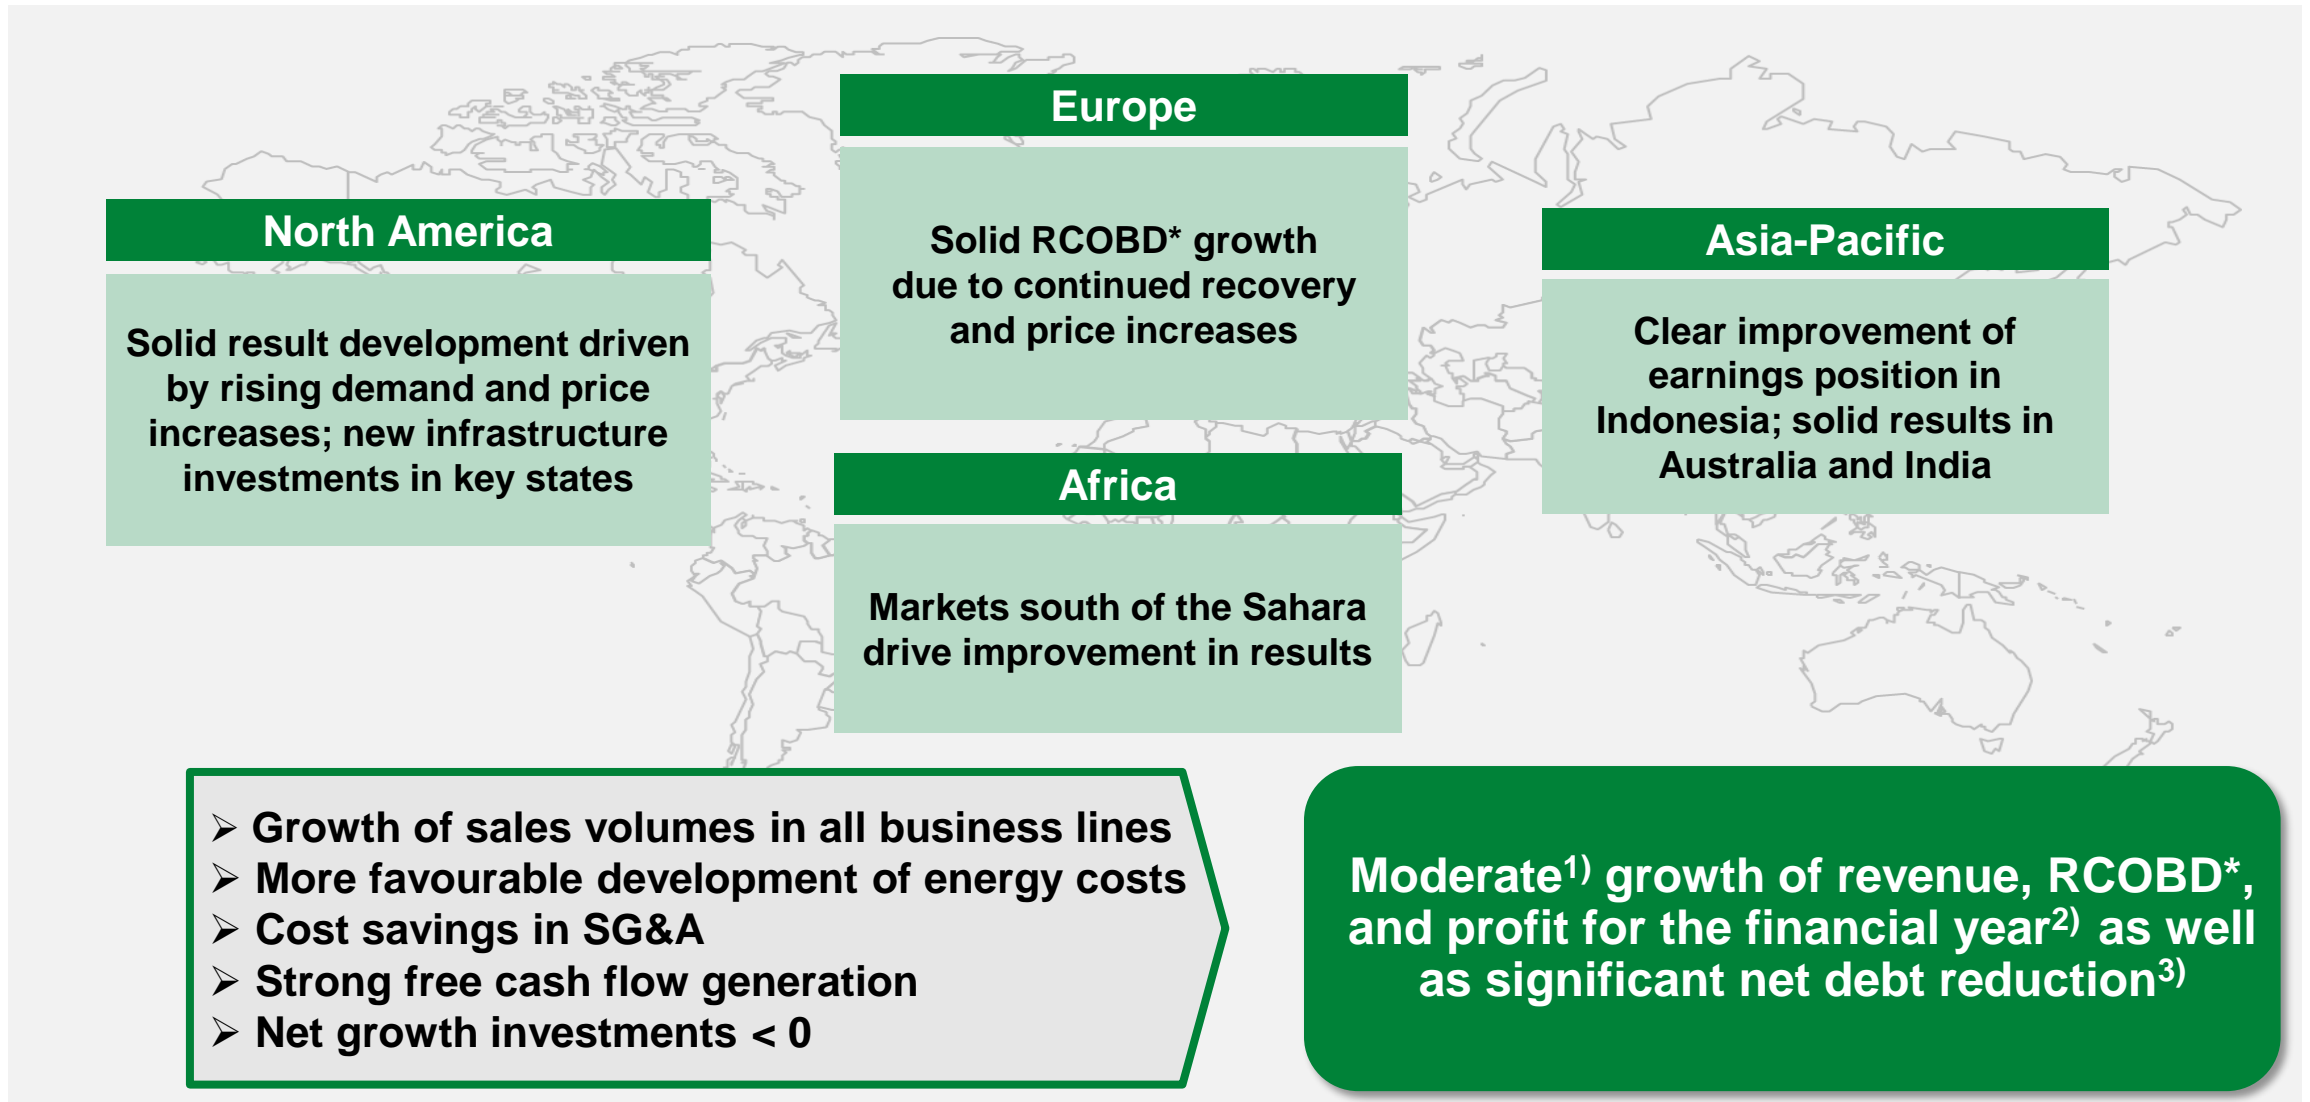 Europe
Solid RCOBD* growth
due to continued recovery
and price increases
North America
Solid result development driven
by rising demand and price
increases; new infrastructure
investments in key states
Asia-Pacific
Clear improvement of
earnings position in
Indonesia; solid results in
Australia and India
Africa
Markets south of the Sahara
drive improvement in results
➢ Growth of sales volumes in all business lines
➢ More favourable development of energy costs
➢ Cost savings in SG&A
➢ Strong free cash flow generation
➢ Net growth investments < 0
Moderate1) growth of revenue, RCOBD*,
and profit for the financial year2) as well
as significant net debt reduction3)